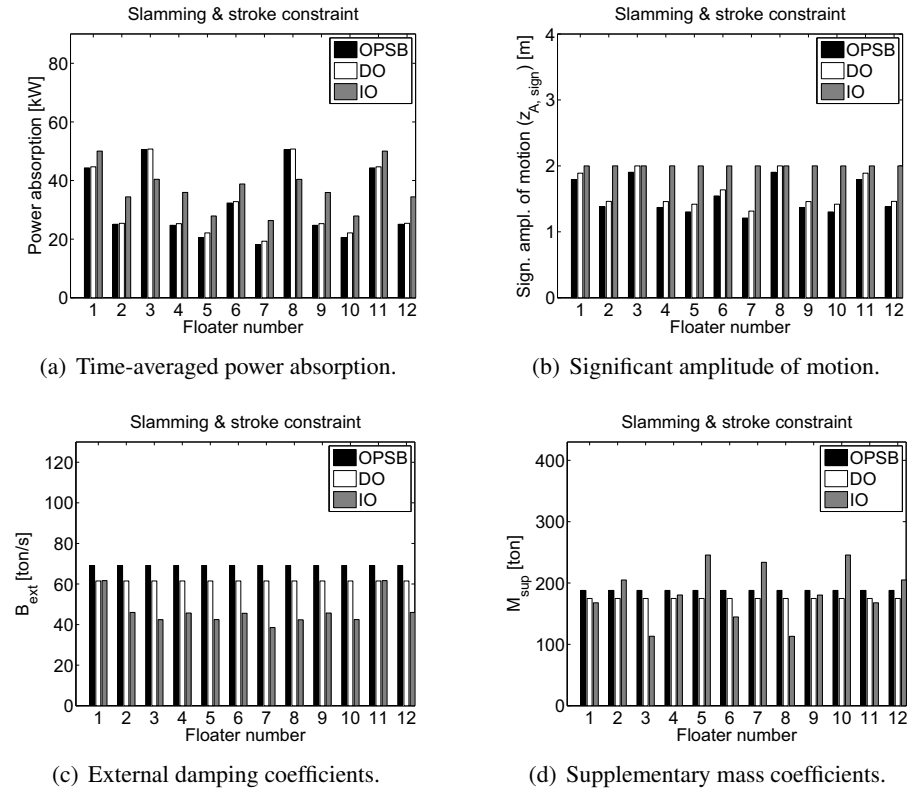 Slamming & stroke constraint
Power absorption [kW]
80
60
40
20
0
OPSB
DO
IO
1 2 3 4 5 6 7 8 9 10 11 12
Floater number
(a) Time-averaged power absorption.
Slamming & stroke constraint
Sign. ampl. of motion (z_A, sign) [m]
4
3
2
1
0
OPSB
DO
IO
1 2 3 4 5 6 7 8 9 10 11 12
Floater number
(b) Significant amplitude of motion.
Slamming & stroke constraint
B_ext [ton/s]
120
100
80
60
40
20
0
OPSB
DO
IO
1 2 3 4 5 6 7 8 9 10 11 12
Floater number
(c) External damping coefficients.
Slamming & stroke constraint
M_sup [ton]
400
300
200
100
0
OPSB
DO
IO
1 2 3 4 5 6 7 8 9 10 11 12
Floater number
(d) Supplementary mass coefficients.